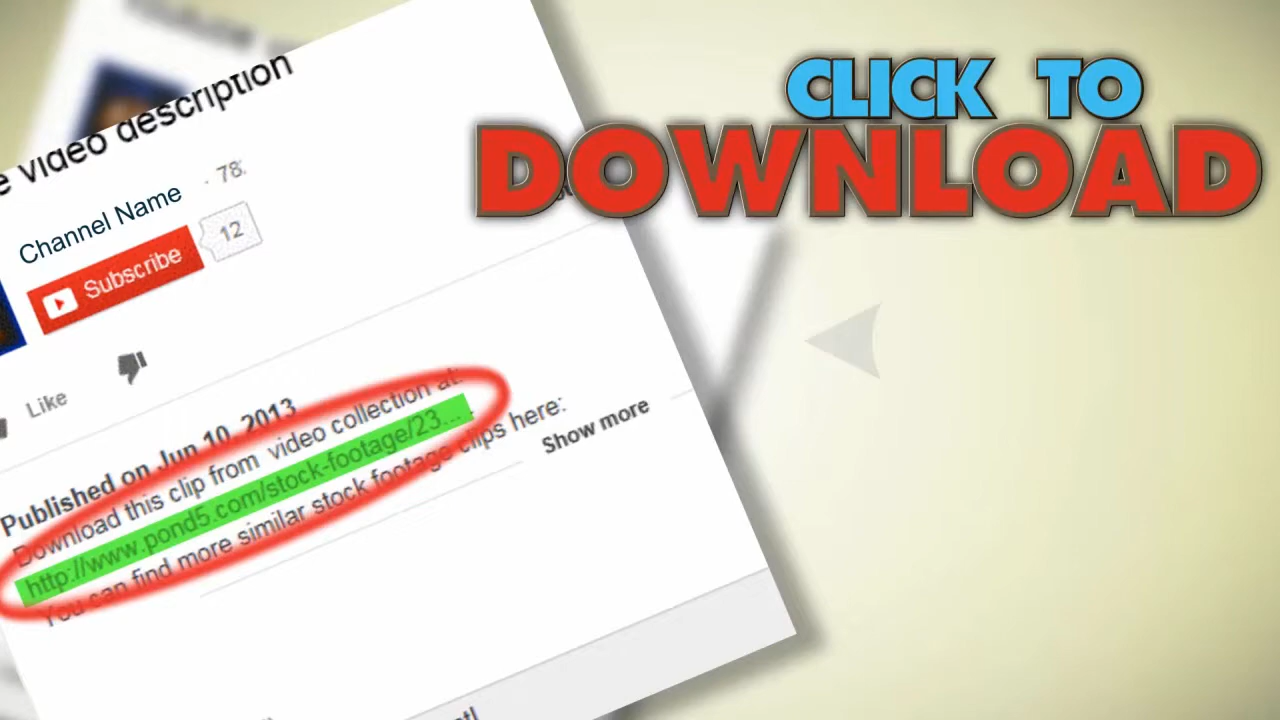 CLICK TO
DOWNLOAD
video description
Channel Name
78
Subscribe
12
Like
Published on Jun 10, 2013
Download this clip from video collection at:
http://www.pond5.com/stock-footage/23...
You can find more similar stock footage clips here:
Show more